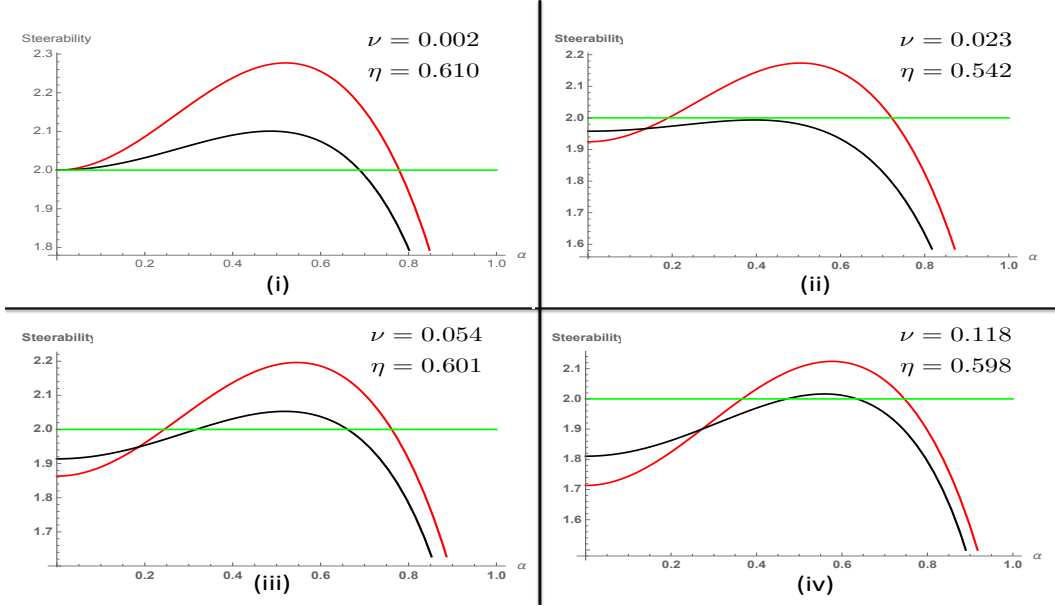 Steerability
ν = 0.002
η = 0.610
2.3
2.2
2.1
2.0
1.9
1.8
0.2 0.4 0.6 0.8 1.0 α
(i)
Steerability
ν = 0.023
η = 0.542
2.2
2.1
2.0
1.9
1.8
1.7
1.6
0.2 0.4 0.6 0.8 1.0 α
(ii)
Steerability
ν = 0.054
η = 0.601
2.2
2.1
2.0
1.9
1.8
1.7
0.2 0.4 0.6 0.8 1.0 α
(iii)
Steerability
ν = 0.118
η = 0.598
2.1
2.0
1.9
1.8
1.7
1.6
0.2 0.4 0.6 0.8 1.0 α
(iv)